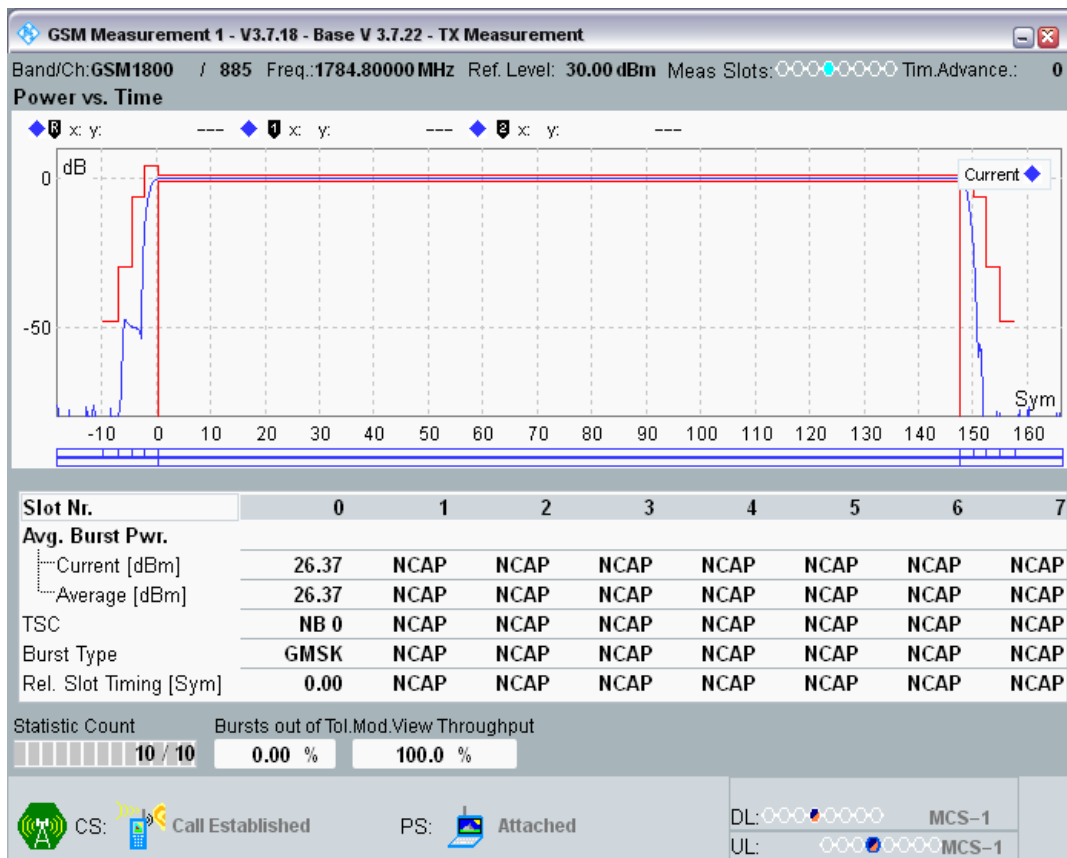 GSM Measurement 1 - V3.7.18 - Base V 3.7.22 - TX Measurement
Band/Ch:GSM1800 / 885 Freq.:1784.80000 MHz Ref. Level: 30.00 dBm Meas Slots: Tim.Advance.: 0
Power vs. Time
R x: y: --- 1 x: y: --- 2 x: y: ---
dB
0
Current
-50
Sym
-10 0 10 20 30 40 50 60 70 80 90 100 110 120 130 140 150 160
Slot Nr. 0 1 2 3 4 5 6 7
Avg. Burst Pwr.
Current [dBm] 26.37 NCAP NCAP NCAP NCAP NCAP NCAP NCAP
Average [dBm] 26.37 NCAP NCAP NCAP NCAP NCAP NCAP NCAP
TSC NB 0 NCAP NCAP NCAP NCAP NCAP NCAP NCAP
Burst Type GMSK NCAP NCAP NCAP NCAP NCAP NCAP NCAP
Rel. Slot Timing [Sym] 0.00 NCAP NCAP NCAP NCAP NCAP NCAP NCAP
Statistic Count Bursts out of Tol.Mod.View Throughput
10 / 10 0.00 % 100.0 %
CS: Call Established PS: Attached
DL: MCS-1
UL: MCS-1